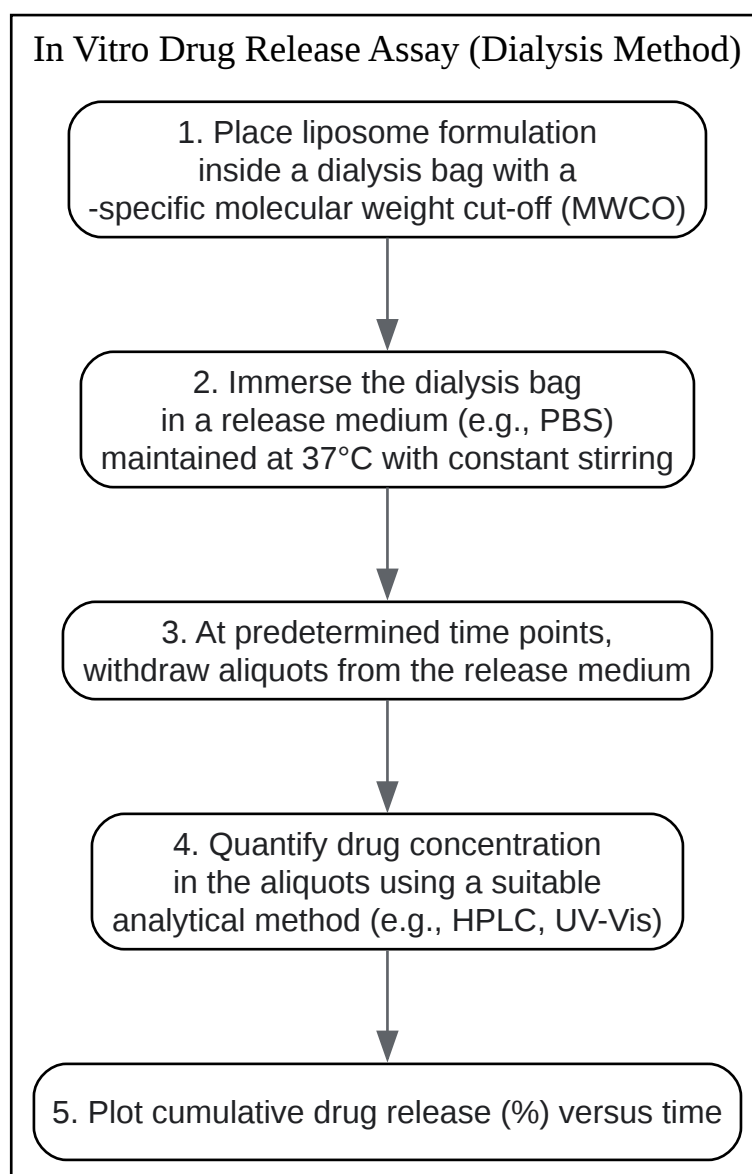 In Vitro Drug Release Assay (Dialysis Method)
1. Place liposome formulation
inside a dialysis bag with a
-specific molecular weight cut-off (MWCO)
2. Immerse the dialysis bag
in a release medium (e.g., PBS)
maintained at 37°C with constant stirring
3. At predetermined time points,
withdraw aliquots from the release medium
4. Quantify drug concentration
in the aliquots using a suitable
analytical method (e.g., HPLC, UV-Vis)
5. Plot cumulative drug release (%) versus time